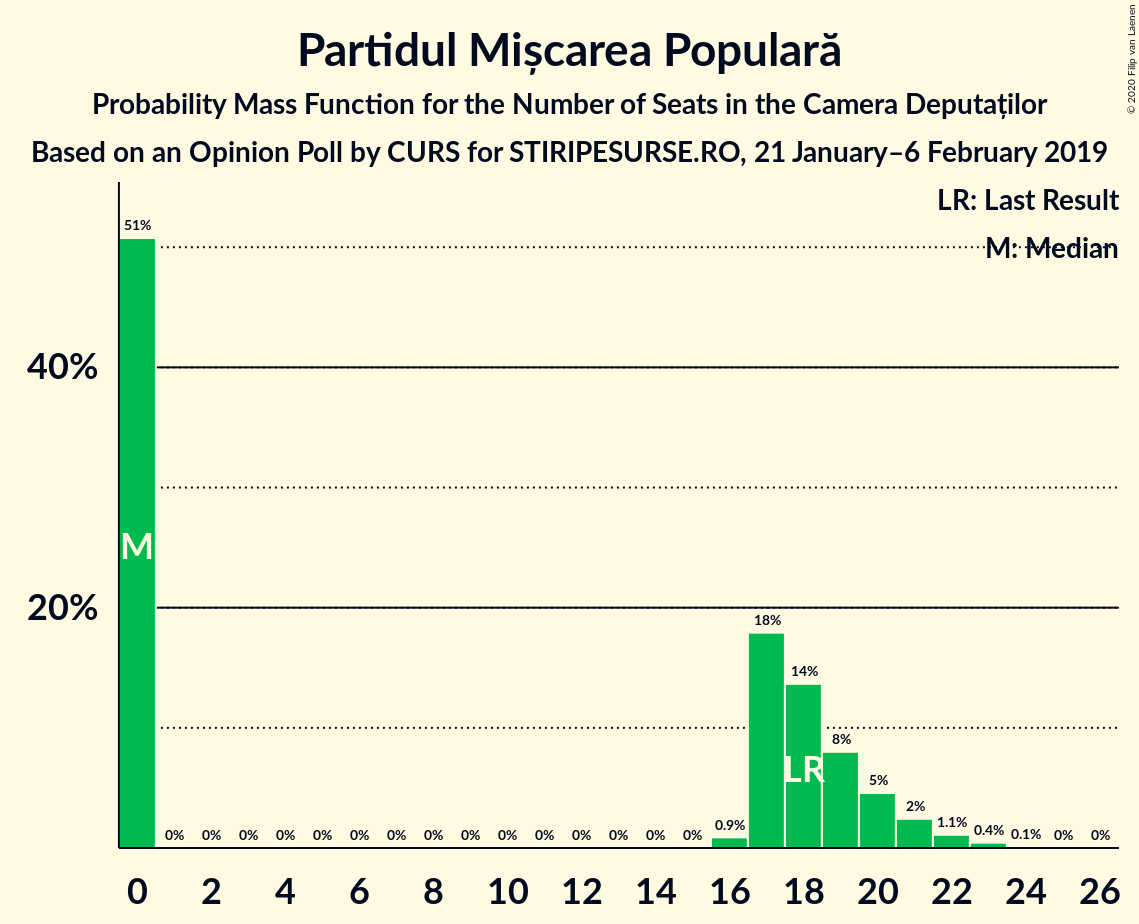 Partidul Mișcarea Populară
Probability Mass Function for the Number of Seats in the Camera Deputaților
Based on an Opinion Poll by CURS for STIRIPESURSE.RO, 21 January–6 February 2019
© 2020 Filip van Laenen
LR: Last Result
M: Median
51%
40%
M
20%
18%
14%
8%
LR
5%
2%
1.1%
0.9%
0.4%
0.1%
0% 0% 0% 0% 0% 0% 0% 0% 0% 0% 0% 0% 0% 0% 0% 0% 0%
0 2 4 6 8 10 12 14 16 18 20 22 24 26